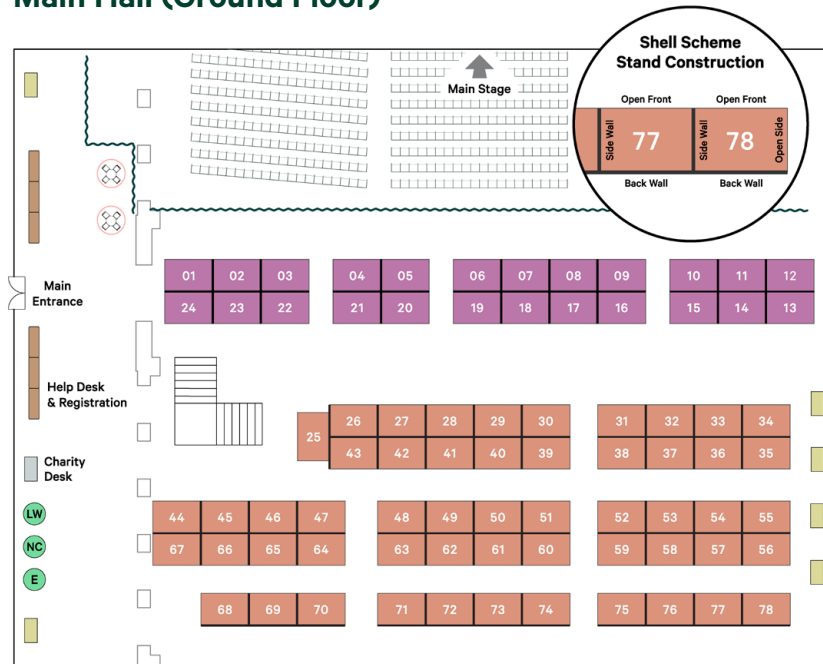 Main Hall (Ground Floor)
Shell Scheme
Stand Construction
Open Front Open Front
Side Wall 77 Side Wall 78 Open Side
Back Wall Back Wall
Main Stage
01 02 03 04 05 06 07 08 09 10 11 12
24 23 22 21 20 19 18 17 16 15 14 13
Main
Entrance
Help Desk
& Registration
25
26 27 28 29 30 31 32 33 34
43 42 41 40 39 38 37 36 35
Charity
Desk
LW
NC
E
44 45 46 47 48 49 50 51 52 53 54 55
67 66 65 64 63 62 61 60 59 58 57 56
68 69 70 71 72 73 74 75 76 77 78